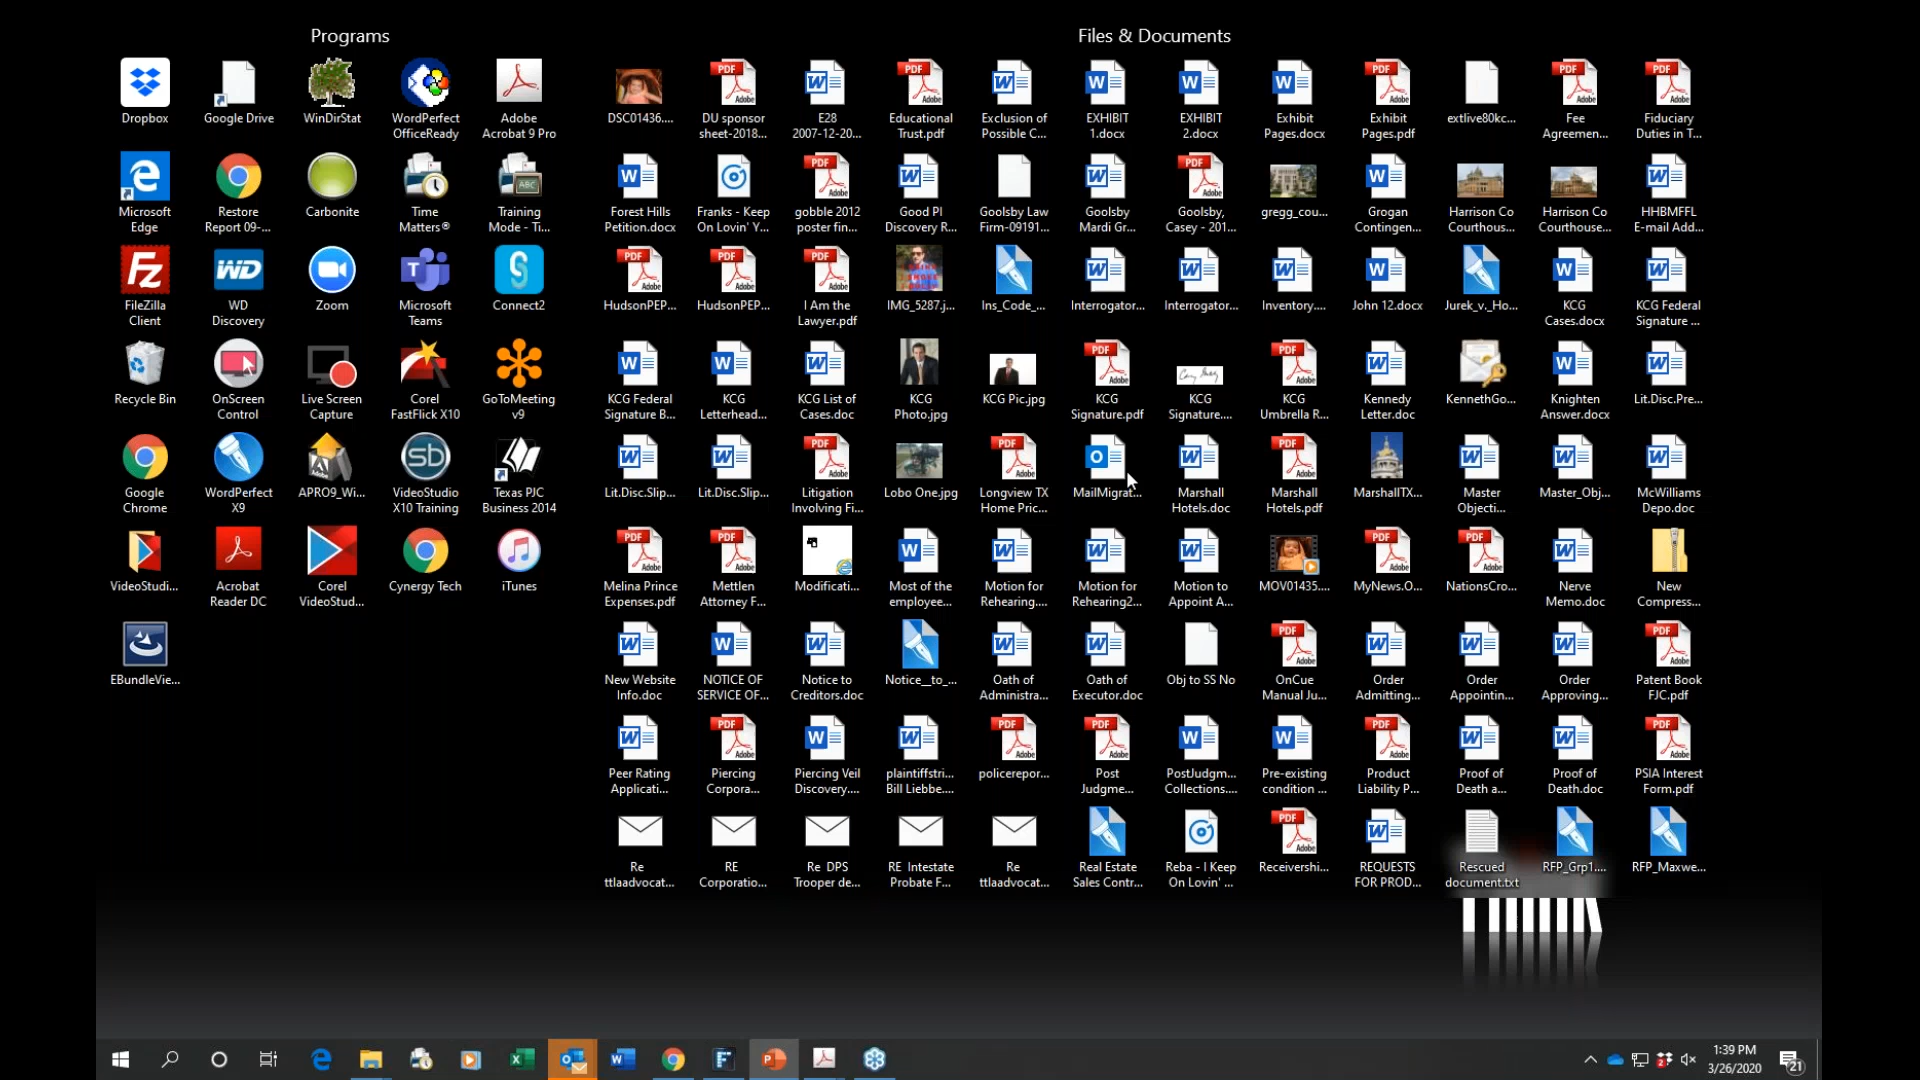 Programs
Files & Documents
Dropbox
Google Drive
WinDirStat
WordPerfect
OfficeReady
Adobe
Acrobat 9 Pro
DSC01436....
DU sponsor
sheet-2018...
E28
2007-12-20...
Educational
Trust.pdf
Exclusion of
Possible C...
EXHIBIT
1.docx
EXHIBIT
2.docx
Exhibit
Pages.docx
Exhibit
Pages.pdf
extlive80kc...
Fee
Agreemen...
Fiduciary
Duties in T...
Microsoft
Edge
Restore
Report 09-...
Carbonite
Time
Matters®
Training
Mode - Ti...
Forest Hills
Petition.docx
Franks - Keep
On Lovin' Y...
gobble 2012
poster fin...
Good PI
Discovery R...
Goolsby Law
Firm-09191...
Goolsby
Mardi Gr...
Goolsby,
Casey - 201...
gregg_cou...
Grogan
Contingen...
Harrison Co
Courthous...
Harrison Co
Courthouse...
HHBMFFL
E-mail Add...
FileZilla
Client
WD
Discovery
Zoom
Microsoft
Teams
Connect2
HudsonPEP...
HudsonPEP...
I Am the
Lawyer.pdf
IMG_5287.j...
Ins_Code_...
Interrogator...
Interrogator...
Inventory....
John 12.docx
Jurek_v._Ho...
KCG
Cases.docx
KCG Federal
Signature ...
Recycle Bin
OnScreen
Control
Live Screen
Capture
Corel
FastFlick X10
GoToMeeting
v9
KCG Federal
Signature B...
KCG
Letterhead...
KCG List of
Cases.doc
KCG
Photo.jpg
KCG Pic.jpg
KCG
Signature.pdf
KCG
Signature....
KCG
Umbrella R...
Kennedy
Letter.doc
KennethGo...
Knighten
Answer.docx
Lit.Disc.Pre...
Google
Chrome
WordPerfect
X9
APRO9_Wi...
VideoStudio
X10 Training
Texas PJC
Business 2014
Lit.Disc.Slip...
Lit.Disc.Slip...
Litigation
Involving Fi...
Lobo One.jpg
Longview TX
Home Pric...
MailMigrat...
Marshall
Hotels.doc
Marshall
Hotels.pdf
MarshallTX...
Master
Objecti...
Master_Obj...
McWilliams
Depo.doc
VideoStudi...
Acrobat
Reader DC
Corel
VideoStud...
Cynergy Tech
iTunes
Melina Prince
Expenses.pdf
Mettlen
Attorney F...
Modificati...
Most of the
employee...
Motion for
Rehearing....
Motion for
Rehearing2...
Motion to
Appoint A...
MOV01435....
MyNews.O...
NationsCro...
Nerve
Memo.doc
New
Compress...
EBundleVie...
New Website
Info.doc
NOTICE OF
SERVICE OF...
Notice to
Creditors.doc
Notice__to_...
Oath of
Administra...
Oath of
Executor.doc
Obj to SS No
OnCue
Manual Ju...
Order
Admitting...
Order
Appointin...
Order
Approving...
Patent Book
FJC.pdf
Peer Rating
Applicati...
Piercing
Corpora...
Piercing Veil
Discovery....
plaintiffstri...
Bill Liebbe....
policerepor...
Post
Judgme...
PostJudgm...
Collections....
Pre-existing
condition ...
Product
Liability P...
Proof of
Death a...
Proof of
Death.doc
PSIA Interest
Form.pdf
Re
ttlaadvocat...
RE
Corporatio...
Re DPS
Trooper de...
RE Intestate
Probate F...
Re
ttlaadvocat...
Real Estate
Sales Contr...
Reba - I Keep
On Lovin' ...
Receivershi...
REQUESTS
FOR PROD...
Rescued
document.txt
RFP_Grp1....
RFP_Maxwe...
1:39 PM
3/26/2020
21